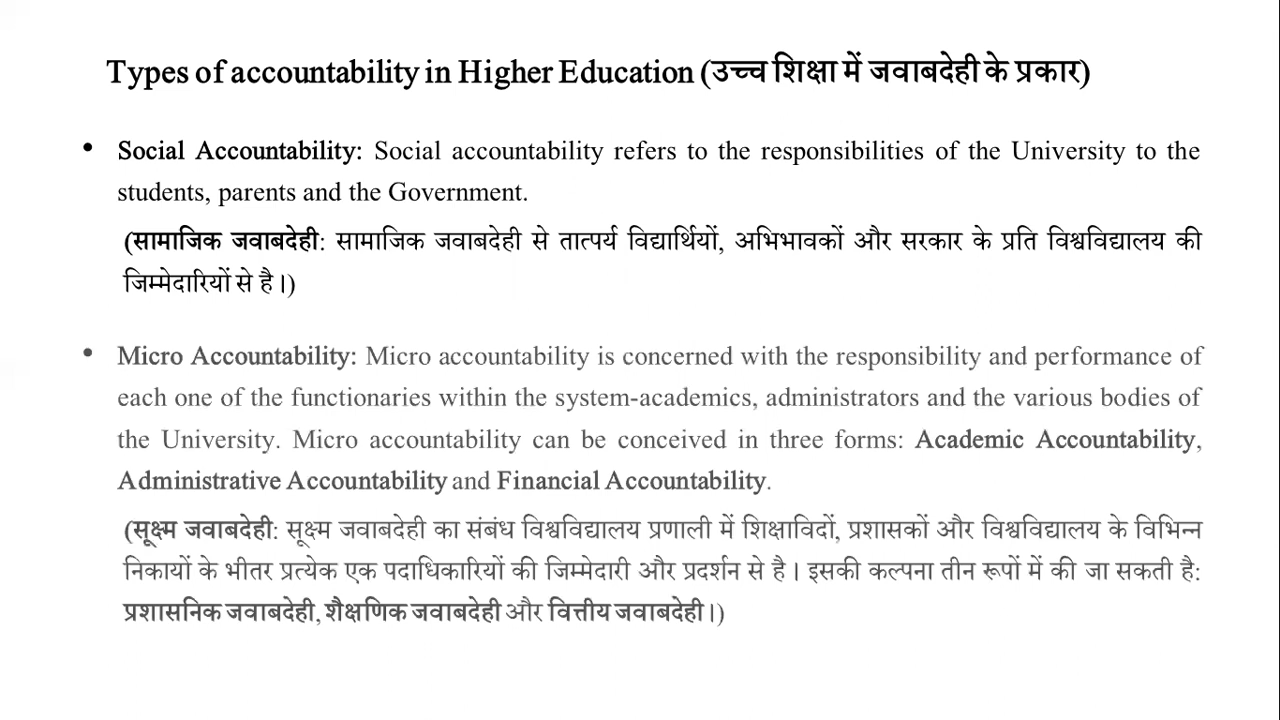 Types of accountability in Higher Education (उच्च शिक्षा में जवाबदेही के प्रकार)
• Social Accountability: Social accountability refers to the responsibilities of the University to the
students, parents and the Government.
(सामाजिक जवाबदेही: सामाजिक जवाबदेही से तात्पर्य विद्यार्थियों, अभिभावकों और सरकार के प्रति विश्वविद्यालय की
जिम्मेदारियों से है।)
• Micro Accountability: Micro accountability is concerned with the responsibility and performance of
each one of the functionaries within the system-academics, administrators and the various bodies of
the University. Micro accountability can be conceived in three forms: Academic Accountability,
Administrative Accountability and Financial Accountability.
(सूक्ष्म जवाबदेही: सूक्ष्म जवाबदेही का संबंध विश्वविद्यालय प्रणाली में शिक्षाविदों, प्रशासकों और विश्वविद्यालय के विभिन्न
निकायों के भीतर प्रत्येक एक पदाधिकारियों की जिम्मेदारी और प्रदर्शन से है। इसकी कल्पना तीन रूपों में की जा सकती है:
प्रशासनिक जवाबदेही, शैक्षणिक जवाबदेही और वित्तीय जवाबदेही।)